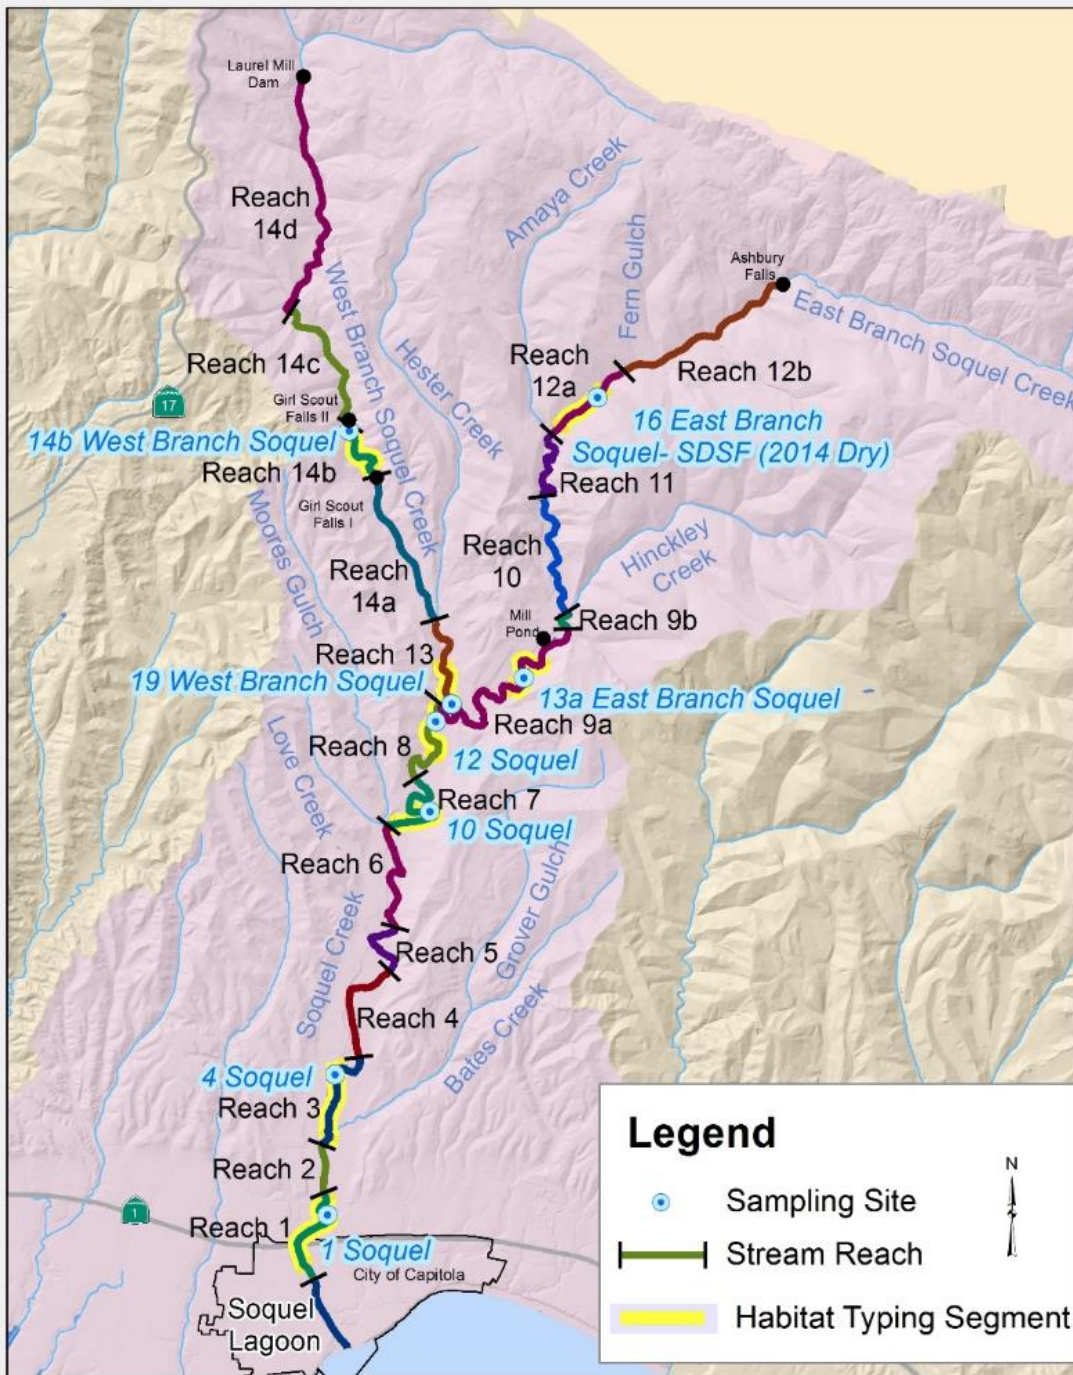 Laurel Mill
Dam
Reach
14d
West Branch Soquel Creek
Hester Creek
Amaya Creek
Fern Gulch
Ashbury
Falls
East Branch Soquel Creek
Reach 14c
17
Girl Scout
Falls II
14b West Branch Soquel
Reach 14b
Girl Scout
Falls I
Moores Gulch
Reach
12a
Reach 12b
16 East Branch
Soquel- SDSF (2014 Dry)
Reach 11
Reach
10
Hinckley
Creek
Reach
14a
Mill
Pond
Reach 9b
Reach 13
19 West Branch Soquel
13a East Branch Soquel
Reach 9a
Love Creek
Reach 8
12 Soquel
Reach 7
10 Soquel
Reach 6
Grover Gulch
Soquel Creek
Reach 5
Reach 4
Bates Creek
4 Soquel
Reach 3
Reach 2
1
Reach 1
1 Soquel
City of Capitola
Soquel
Lagoon
Legend
N
Sampling Site
Stream Reach
Habitat Typing Segment